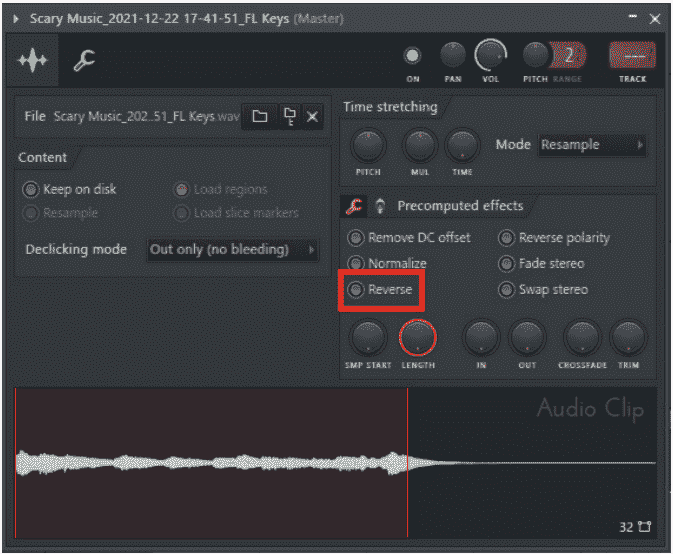 Scary Music_2021-12-22 17-41-51_FL Keys (Master)
ON PAN VOL PITCH RANGE TRACK
2
---
File Scary Music_202..51_FL Keys.wav
Content
Keep on disk Load regions
Resample Load slice markers
Declicking mode Out only (no bleeding)
Time stretching
PITCH MUL TIME
Mode Resample
Precomputed effects
Remove DC offset Reverse polarity
Normalize Fade stereo
Reverse Swap stereo
SMP START LENGTH IN OUT CROSSFADE TRIM
Audio Clip
32